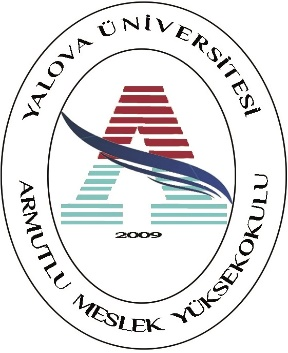 YALOVA ÜNİVERSİTESİ
A
2009
ARMUTLU MESLEK YÜKSEKOKULU